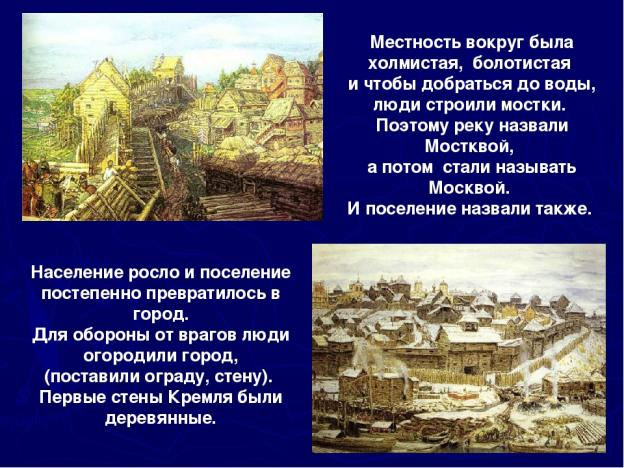 Местность вокруг была
холмистая, болотистая
и чтобы добраться до воды,
люди строили мостки.
Поэтому реку назвали
Мостквой,
а потом стали называть
Москвой.
И поселение назвали также.
Население росло и поселение
постепенно превратилось в
город.
Для обороны от врагов люди
огородили город,
(поставили ограду, стену).
Первые стены Кремля были
деревянные.